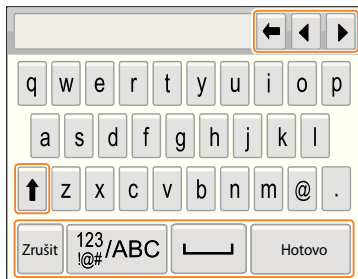 q w e r t y u i o p
a s d f g h j k l
z x c v b n m @ .
Zrušit 123 !@# /ABC Hotovo